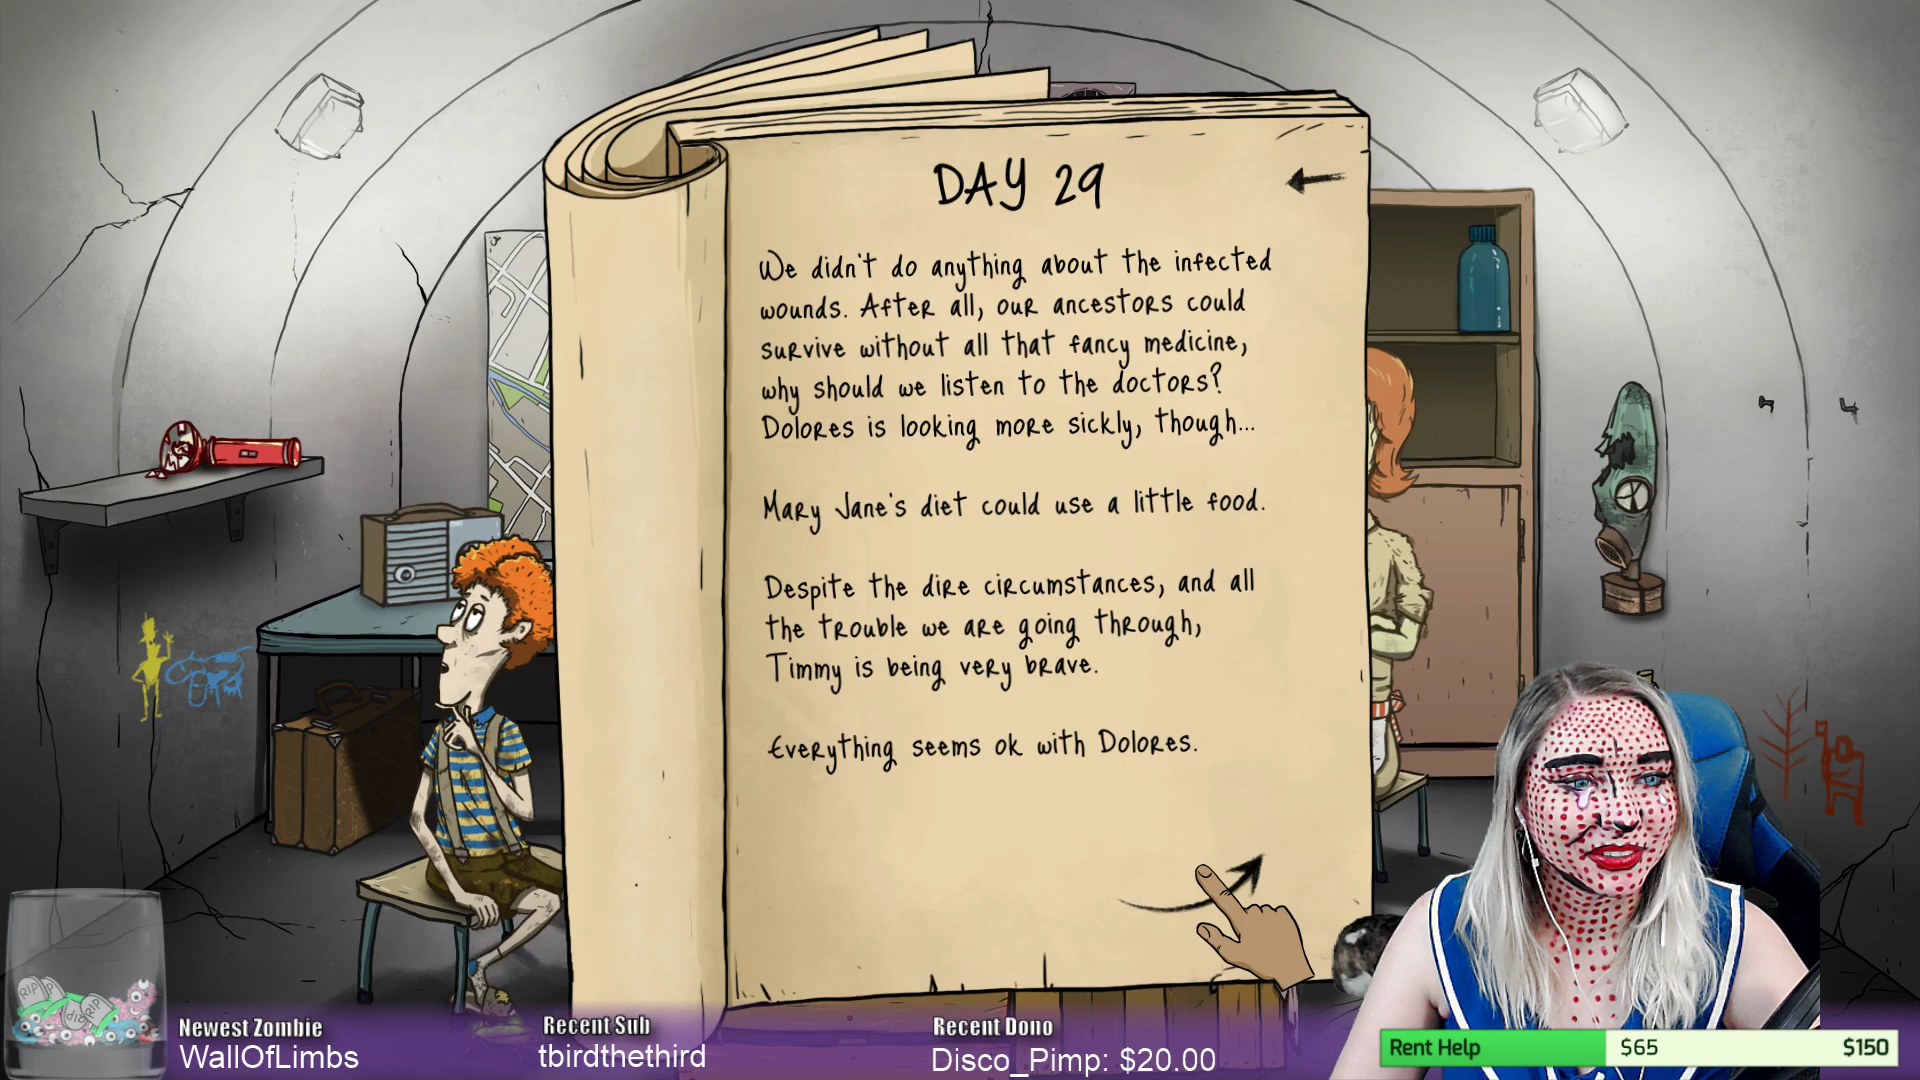 DAY 29
We didn't do anything about the infected
wounds. After all, our ancestors could
survive without all that fancy medicine,
why should we listen to the doctors?
Dolores is looking more sickly, though...
Mary Jane's diet could use a little food.
Despite the dire circumstances, and all
the trouble we are going through,
Timmy is being very brave.
Everything seems ok with Dolores.
RIP
RIP
RIP
Newest Zombie
WallOfLimbs
Recent Sub
tbirdthethird
Recent Dono
Disco_Pimp: $20.00
Rent Help
$65
$150